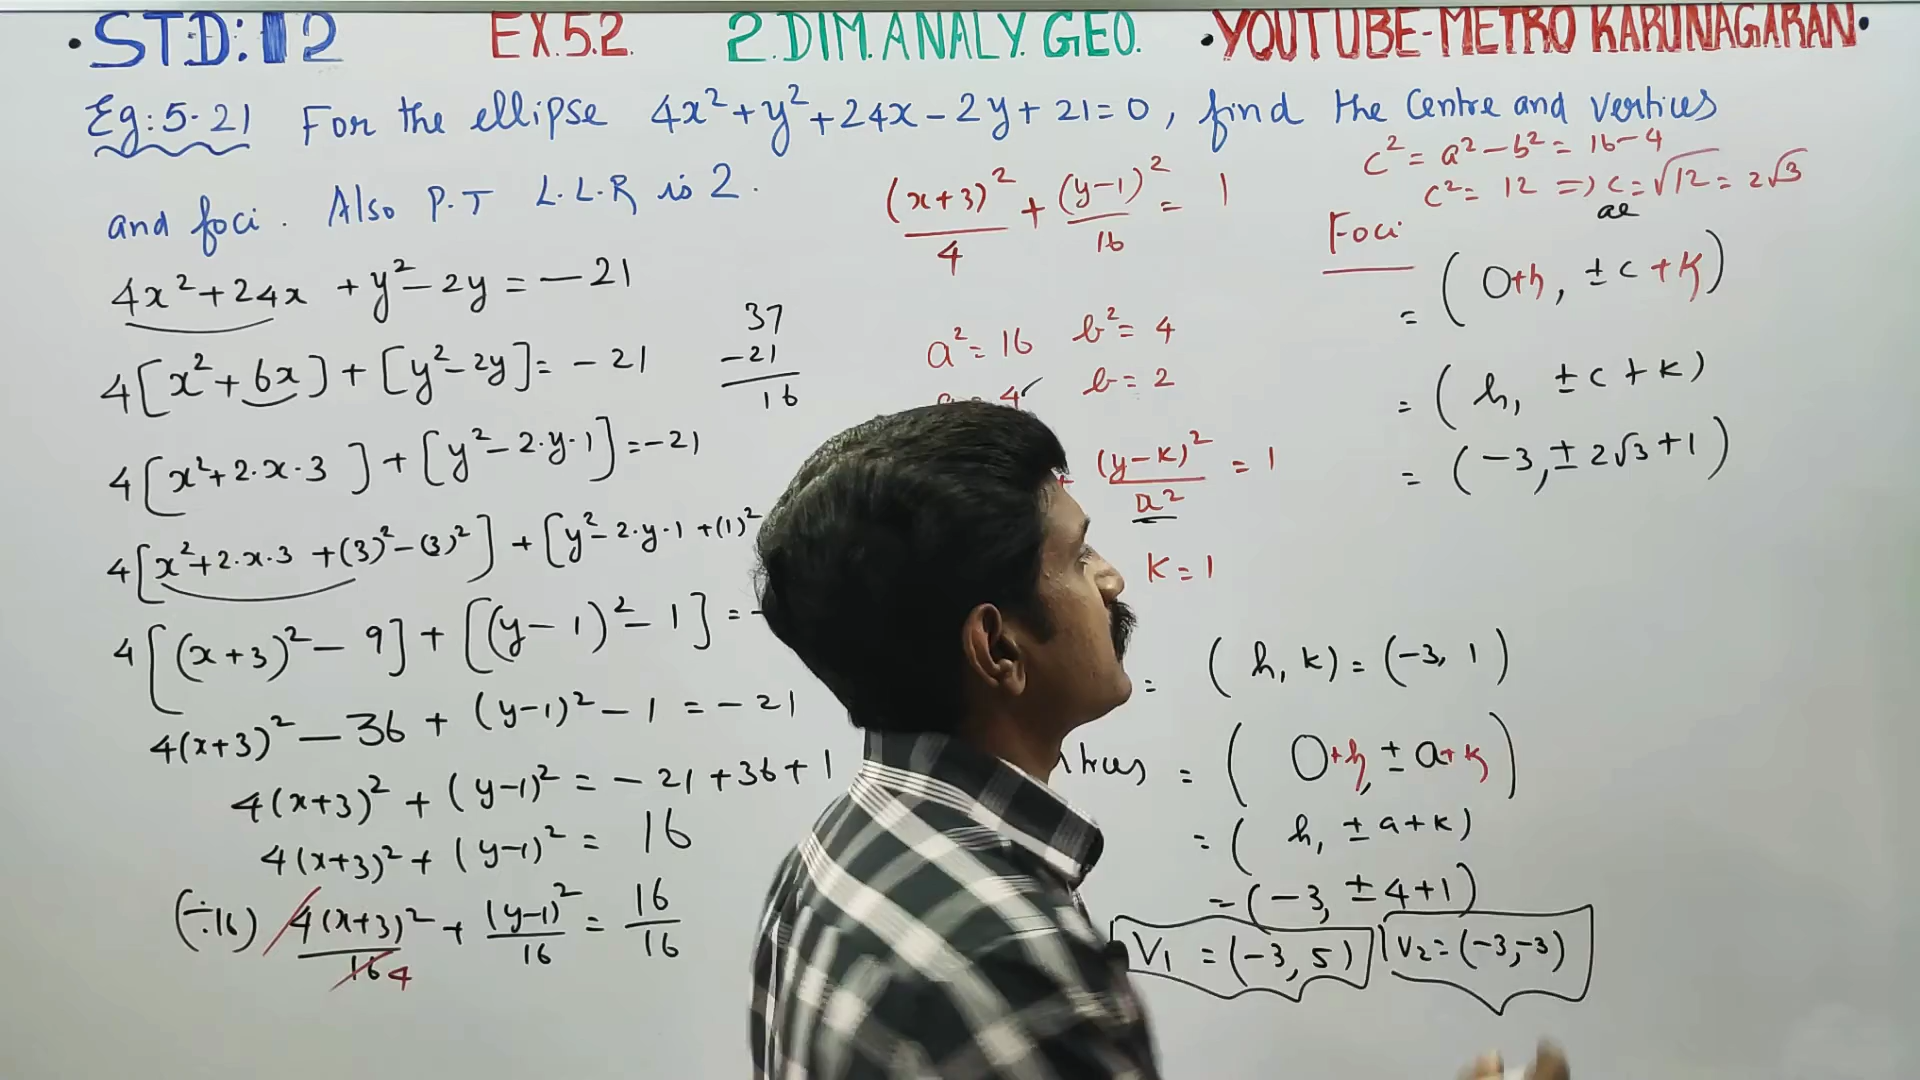 •STD: 12 EX.5.2. 2.DIM.ANALY.GEO. •YOUTUBE-METRO KARUNAGARAN•
Eg:5.21 For the ellipse 4x²+y²+24x-2y+21=0, find the Centre and vertices
and foci. Also P.T L.L.R is 2.
4x²+24x +y²-2y = -21
4[x²+6x]+[y²-2y]= -21
37
-21
16
4[x²+2·x·3 ]+[y²-2·y·1]=-21
4[x²+2·x·3 +(3)²-(3)²]+[y²-2·y·1 +(1)²
4[(x+3)²- 9]+[(y-1)²-1]=
4(x+3)²-36+(y-1)²-1 = -21
4(x+3)²+(y-1)² = -21+36+1
4(x+3)²+(y-1)² = 16
(÷16) 4(x+3)²/16 4 + (y-1)²/16 = 16/16
(x+3)²/4 + (y-1)²/16 = 1
a²=16 b²=4
4 b=2
(y-k)²/a² = 1
k=1
= (h,k)=(-3, 1)
= (0+h, ±a+k)
=( h, ±a+k)
=(-3, ±4+1)
V1 =(-3, 5) V2=(-3,-3)
c²=a²-b²=16-4
c²= 12 => c=√12=2√3
ae
Foci
= (0+h, ±c+k)
= (h, ±c+k)
= (-3, ±2√3+1)